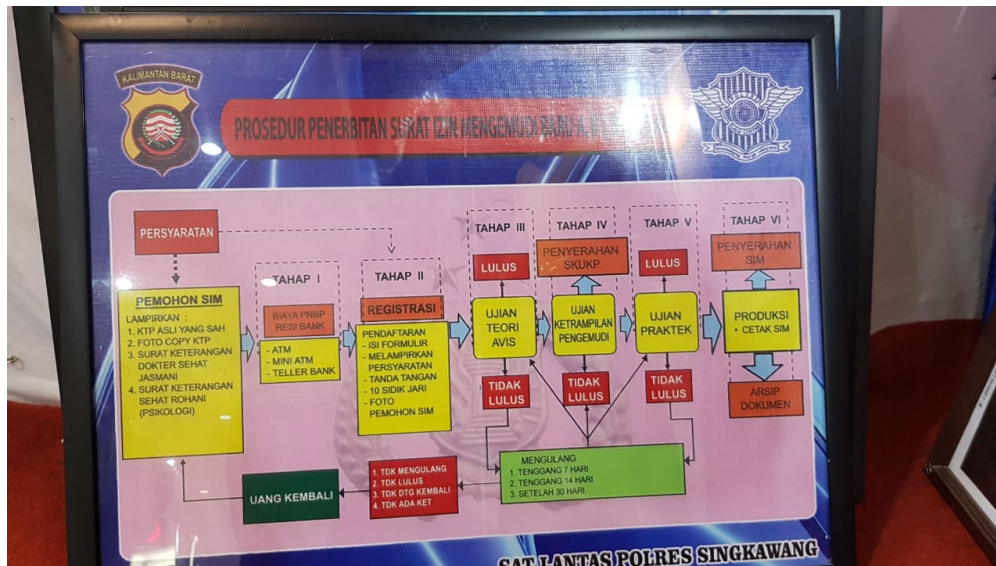 KALIMANTAN BARAT
PROSEDUR PENERBITAN SURAT IZIN MENGEMUDI BARU A,
PERSYARATAN
PEMOHON SIM
LAMPIRKAN :
1. KTP ASLI YANG SAH
2. FOTO COPY KTP
3. SURAT KETERANGAN
DOKTER SEHAT
JASMANI
4. SURAT KETERANGAN
SEHAT ROHANI
(PSIKOLOGI)
TAHAP I
BIAYA PNBP
RESI BANK
- ATM
- MINI ATM
- TELLER BANK
TAHAP II
REGISTRASI
PENDAFTARAN
- ISI FORMULIR
- MELAMPIRKAN
PERSYARATAN
- TANDA TANGAN
- 10 SIDIK JARI
- FOTO
PEMOHON SIM
TAHAP III
LULUS
UJIAN
TEORI
AVIS
TIDAK
LULUS
TAHAP IV
PENYERAHAN
SKUKP
UJIAN
KETRAMPILAN
PENGEMUDI
TIDAK
LULUS
TAHAP V
LULUS
UJIAN
PRAKTEK
TIDAK
LULUS
TAHAP VI
PENYERAHAN
SIM
PRODUKSI
• CETAK SIM
ARSIP
DOKUMEN
MENGULANG
1. TENGGANG 7 HARI
2. TENGGANG 14 HARI
3. SETELAH 30 HARI
1. TDK MENGULANG
2. TDK LULUS
3. TDK DTG KEMBALI
4. TDK ADA KET
UANG KEMBALI
SAT LANTAS POLRES SINGKAWANG